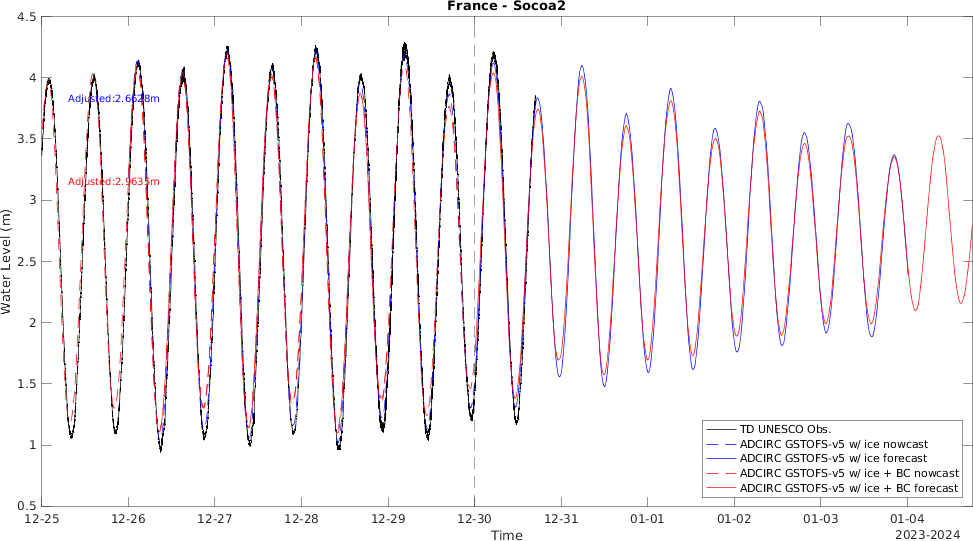 France - Socoa2
4.5
4
3.5
3
2.5
2
1.5
1
0.5
Water Level (m)
Adjusted:2.6628m
Adjusted:2.9635m
TD UNESCO Obs.
ADCIRC GSTOFS-v5 w/ ice nowcast
ADCIRC GSTOFS-v5 w/ ice forecast
ADCIRC GSTOFS-v5 w/ ice + BC nowcast
ADCIRC GSTOFS-v5 w/ ice + BC forecast
12-25 12-26 12-27 12-28 12-29 12-30 12-31 01-01 01-02 01-03 01-04
Time
2023-2024